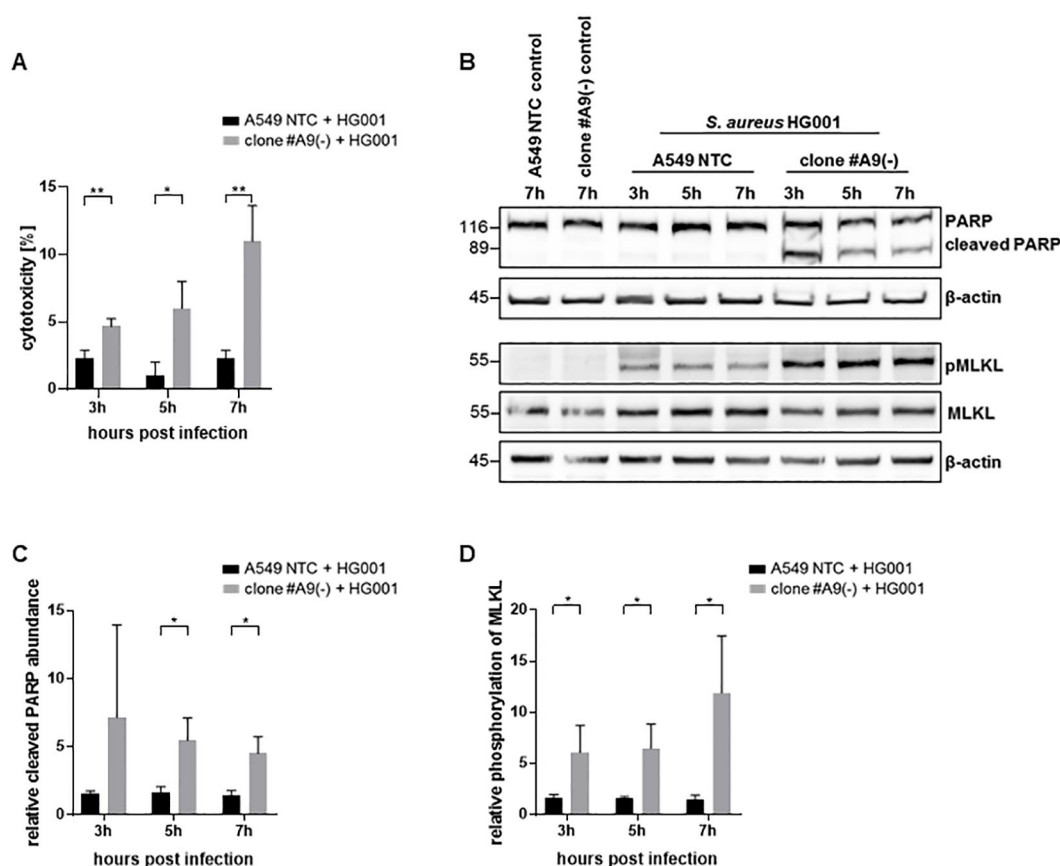 A
A549 NTC + HG001
clone #A9(-) + HG001
** * **
cytotoxicity [%]
15
10
5
0
3h 5h 7h
hours post infection
B
A549 NTC control
clone #A9(-) control
S. aureus HG001
A549 NTC clone #A9(-)
7h 7h 3h 5h 7h 3h 5h 7h
116 PARP
89 cleaved PARP
45 β-actin
55 pMLKL
55 MLKL
45 β-actin
C
A549 NTC + HG001
clone #A9(-) + HG001
* *
relative cleaved PARP abundance
15
10
5
0
3h 5h 7h
hours post infection
D
A549 NTC + HG001
clone #A9(-) + HG001
* * *
relative phosphorylation of MLKL
20
15
10
5
0
3h 5h 7h
hours post infection